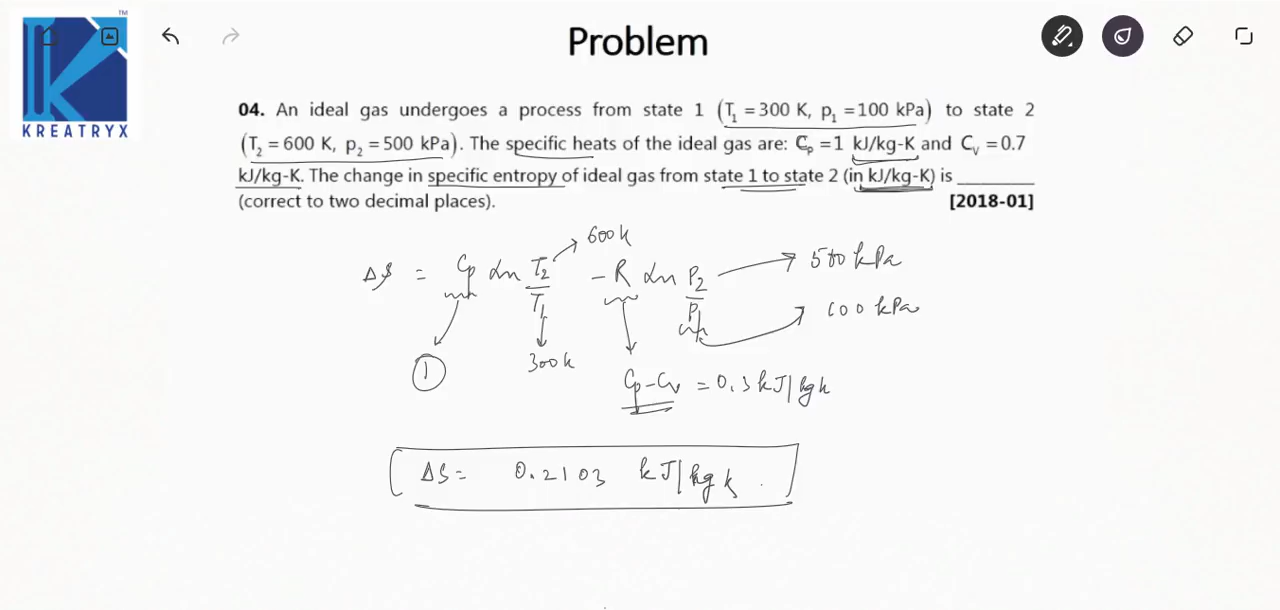 TM
KREATRYX
Problem
04. An ideal gas undergoes a process from state 1 (T₁ = 300 K, p₁ = 100 kPa) to state 2
(T₂ = 600 K, p₂ = 500 kPa). The specific heats of the ideal gas are: Cₚ = 1 kJ/kg-K and Cᵥ = 0.7
kJ/kg-K. The change in specific entropy of ideal gas from state 1 to state 2 (in kJ/kg-K) is ________
(correct to two decimal places). [2018-01]
600k
ΔS = Cp ln T2/T1 - R ln P2/P1
500 kPa
100 kPa
1
300k
Cp-Cv = 0.3 kJ/kgk
ΔS= 0.2103 kJ/kgk.